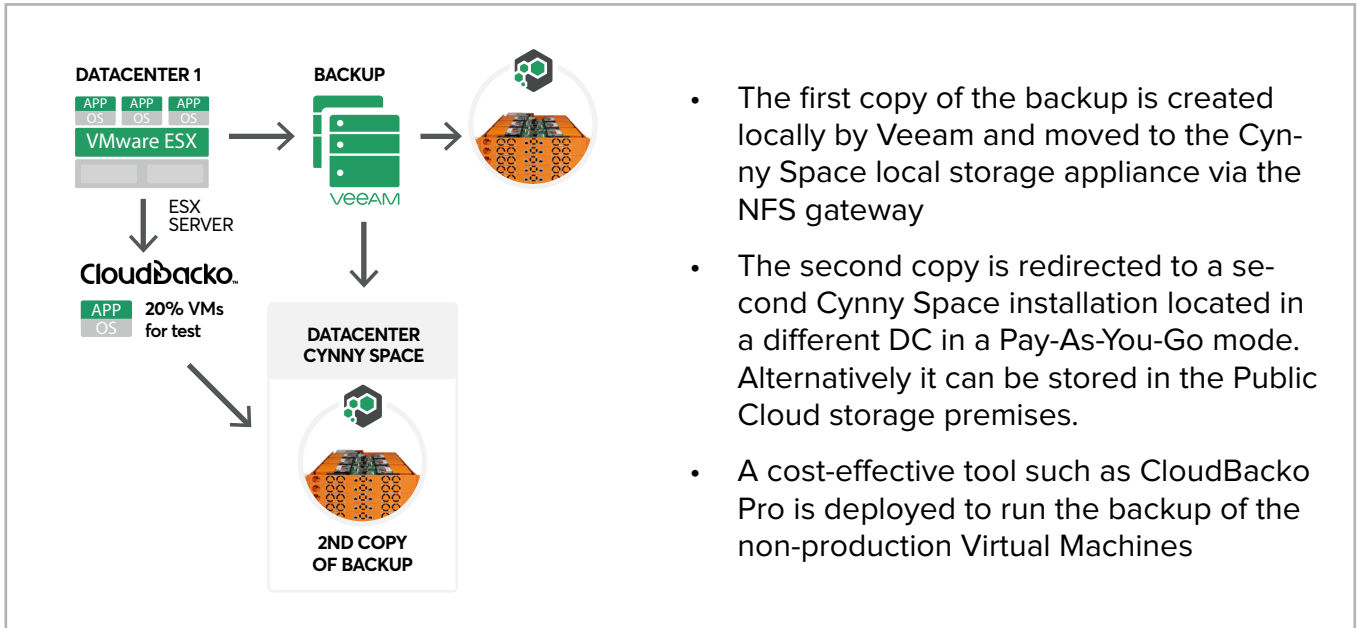 DATACENTER 1
APP APP APP
OS OS OS
VMware ESX
BACKUP
veeAM
ESX
SERVER
CloudBacko™
APP
OS
20% VMs
for test
DATACENTER
CYNNY SPACE
2ND COPY
OF BACKUP
• The first copy of the backup is created
locally by Veeam and moved to the Cyn-
ny Space local storage appliance via the
NFS gateway
• The second copy is redirected to a se-
cond Cynny Space installation located in
a different DC in a Pay-As-You-Go mode.
Alternatively it can be stored in the Public
Cloud storage premises.
• A cost-effective tool such as CloudBacko
Pro is deployed to run the backup of the
non-production Virtual Machines